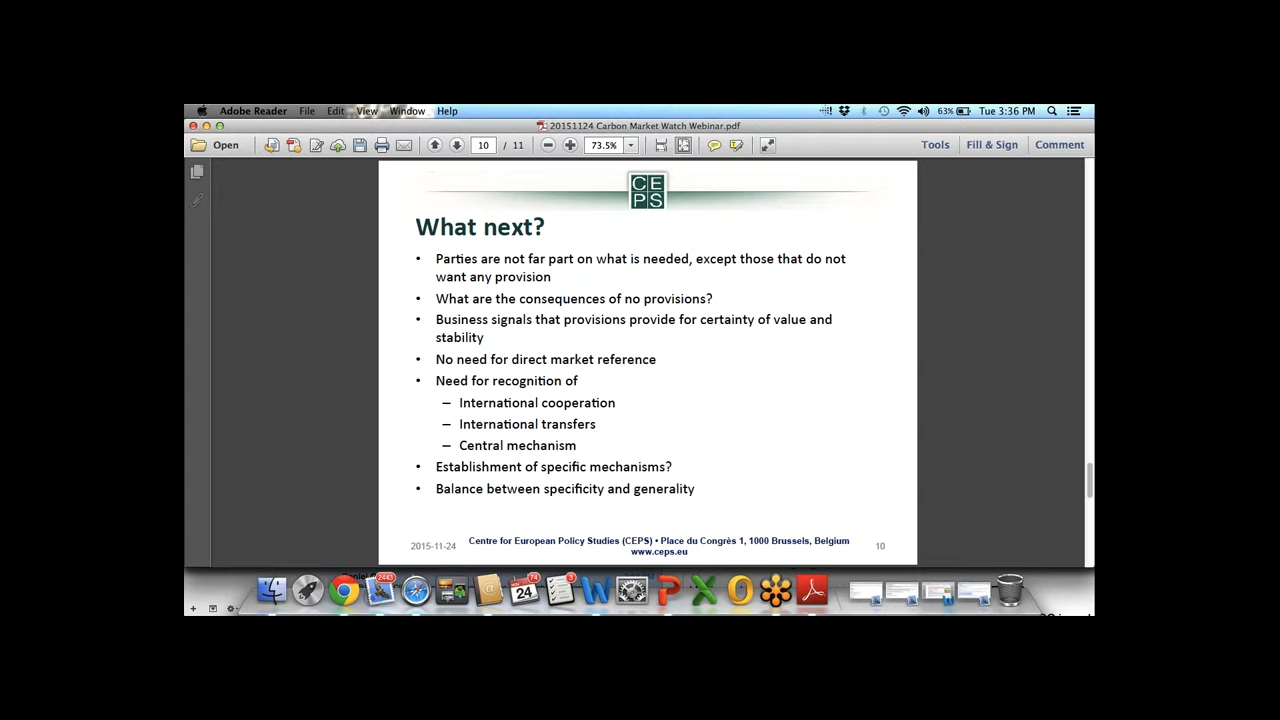 Adobe Reader File Edit View Window Help 63% Tue 3:36 PM
20151124 Carbon Market Watch Webinar.pdf
Open 10 / 11 73.5% Tools Fill & Sign Comment
CE
PS
What next?
• Parties are not far part on what is needed, except those that do not
want any provision
• What are the consequences of no provisions?
• Business signals that provisions provide for certainty of value and
stability
• No need for direct market reference
• Need for recognition of
– International cooperation
– International transfers
– Central mechanism
• Establishment of specific mechanisms?
• Balance between specificity and generality
2015-11-24 Centre for European Policy Studies (CEPS) • Place du Congrès 1, 1000 Brussels, Belgium 10
www.ceps.eu
2443 74 3
24